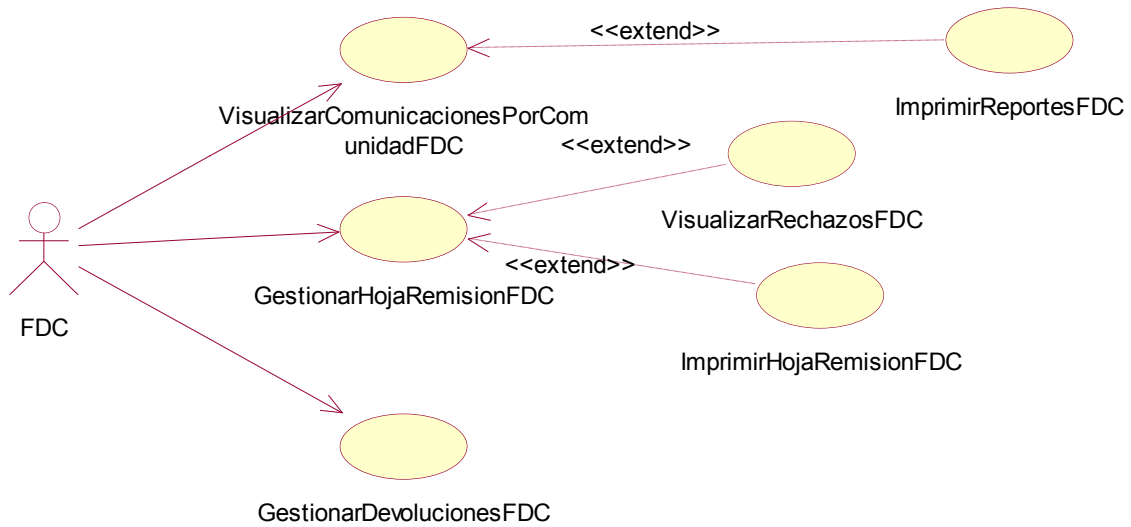 <<extend>>
VisualizarComunicacionesPorCom
unidadFDC
ImprimirReportesFDC
<<extend>>
VisualizarRechazosFDC
<<extend>>
GestionarHojaRemisionFDC
FDC
ImprimirHojaRemisionFDC
GestionarDevolucionesFDC